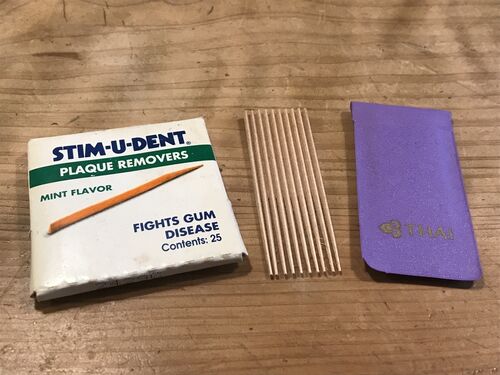 STIM-U-DENT®
PLAQUE REMOVERS
MINT FLAVOR
FIGHTS GUM
DISEASE
Contents: 25
THAI